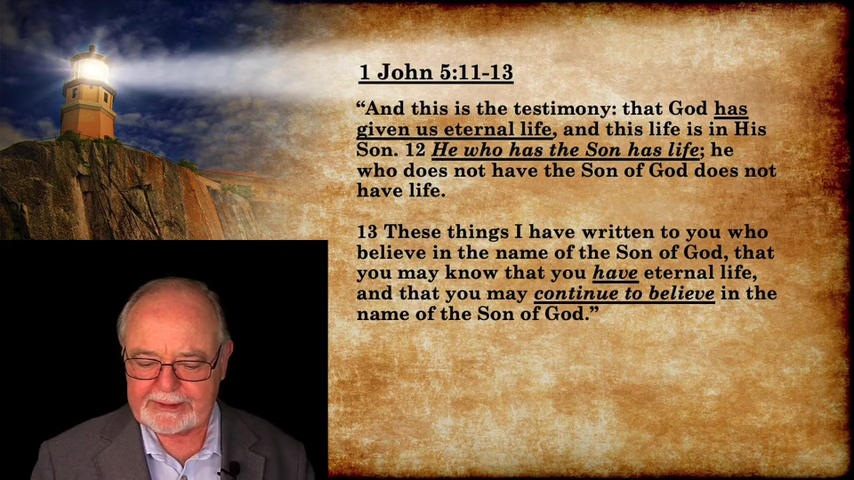 1 John 5:11-13
“And this is the testimony: that God has
given us eternal life, and this life is in His
Son. 12 He who has the Son has life; he
who does not have the Son of God does not
have life.
13 These things I have written to you who
believe in the name of the Son of God, that
you may know that you have eternal life,
and that you may continue to believe in the
name of the Son of God.”